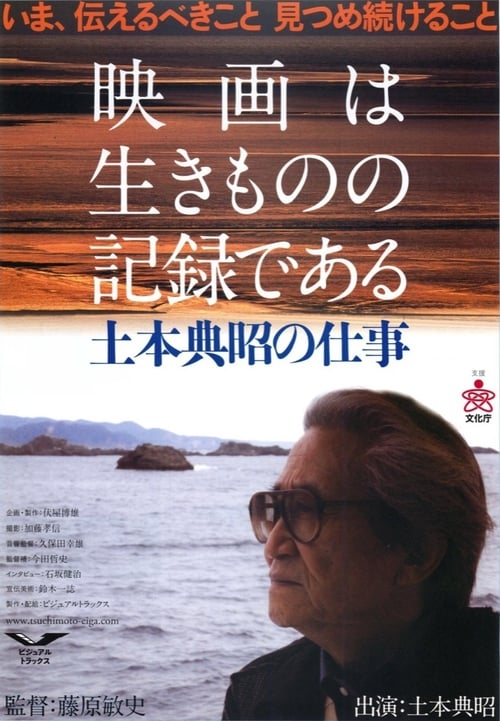 いま、伝えるべきこと 見つめ続けること
映画は
生きものの
記録である
土本典昭の仕事
支援
文化庁
企画・製作:伏屋博雄
撮影:加藤孝信
音響監督:久保田幸雄
監督補:今田哲史
インタビュー:石坂健治
宣伝美術:鈴木一誌
製作・配給:ビジュアルトラックス
www.tsuchimoto-eiga.com
ビジュアル
トラックス
監督:藤原敏史
出演:土本典昭